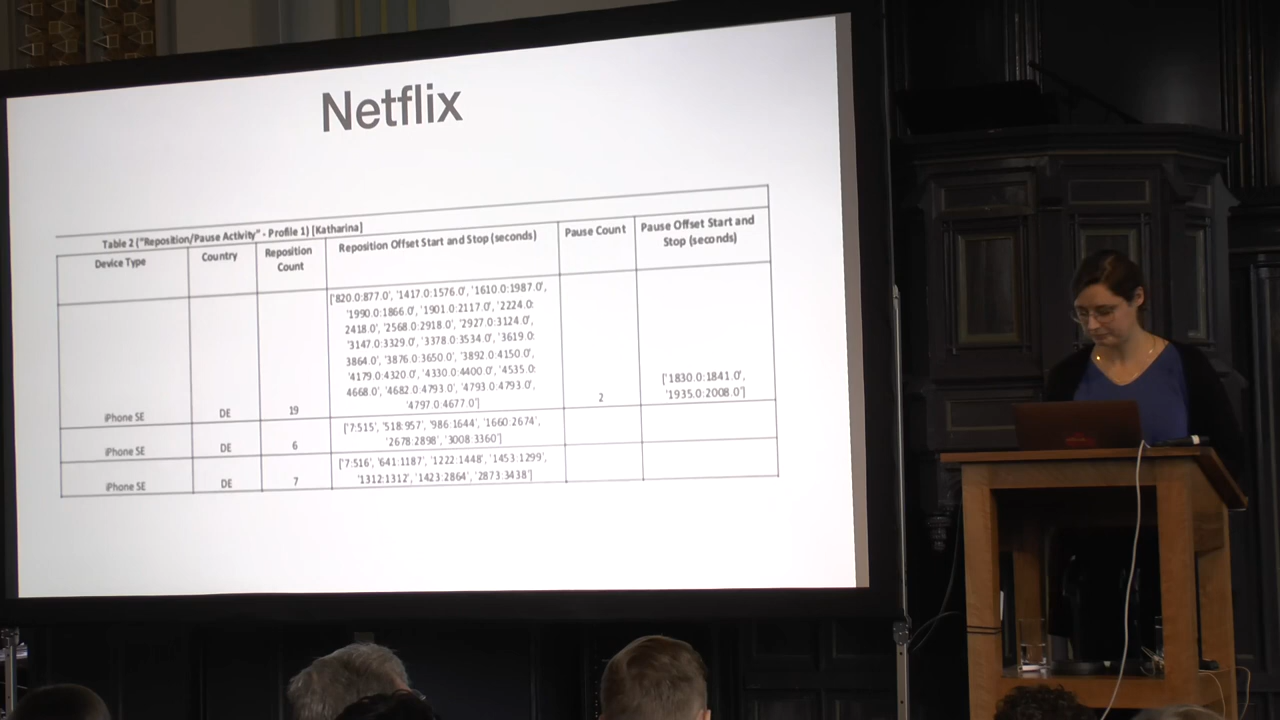 Netflix
Table 2 ("Reposition/Pause Activity" - Profile 1) [Katharina]
Device Type
Country
Reposition
Count
Reposition Offset Start and Stop (seconds)
Pause Count
Pause Offset Start and
Stop (seconds)
iPhone SE
DE
19
['820.0:877.0', '1417.0:1576.0', '1610.0:1987.0',
'1990.0:1866.0', '1901.0:2117.0', '2224.0:
2418.0', '2568.0:2918.0', '2927.0:3124.0',
'3147.0:3329.0', '3378.0:3534.0', '3619.0:
3864.0', '3876.0:3650.0', '3892.0:4150.0',
'4179.0:4320.0', '4330.0:4400.0', '4535.0:
4668.0', '4682.0:4793.0', '4793.0:4793.0',
'4797.0:4677.0']
2
['1830.0:1841.0',
'1935.0:2008.0']
iPhone SE
DE
6
['7:515', '518:957', '986:1644', '1660:2674',
'2678:2898', '3008:3360']
iPhone SE
DE
7
['7:516', '641:1187', '1222:1448', '1453:1299',
'1312:1312', '1423:2864', '2873:3438']